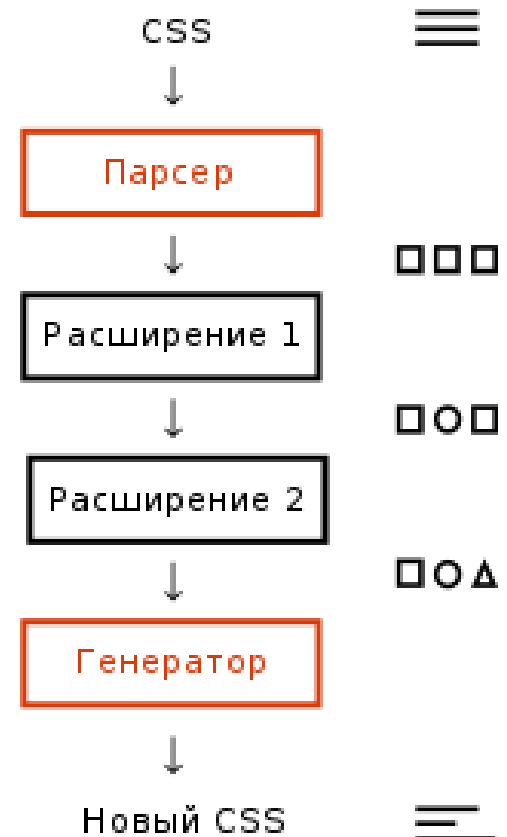 CSS
Парсер
Расширение 1
Расширение 2
Генератор
Новый CSS